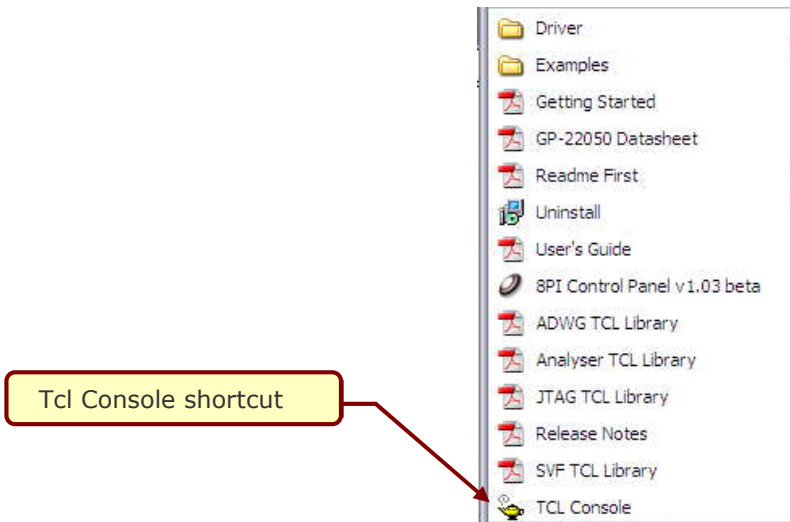 Driver
Examples
Getting Started
GP-22050 Datasheet
Readme First
Uninstall
User's Guide
8PI Control Panel v1.03 beta
ADWG TCL Library
Analyser TCL Library
Tcl Console shortcut
JTAG TCL Library
Release Notes
SVF TCL Library
TCL Console